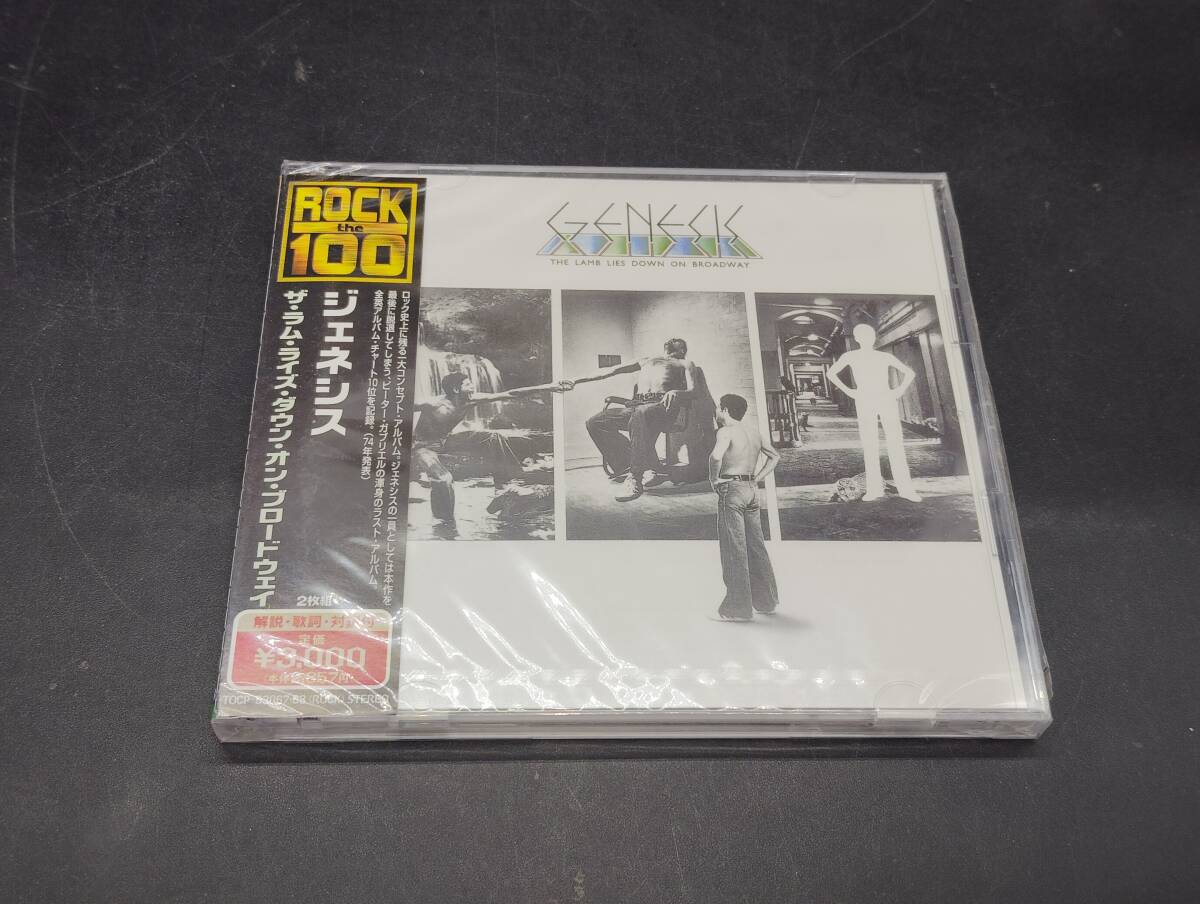 ROCK
the
100
ジェネシス
ザ・ラム・ライズ・ダウン・オン・ブロードウェイ
ロック史上に残る一大コンセプト・アルバム。ジェネシスの一員としては本作を
最後に脱退してしまう、ピーター・ガブリエルの渾身のラスト・アルバム。
全英アルバム・チャート10位を記録。（74年発表）
2枚組
解説・歌詞・対訳付
定価
¥3,000
STEREO
GENESIS
THE LAMB LIES DOWN ON BROADWAY